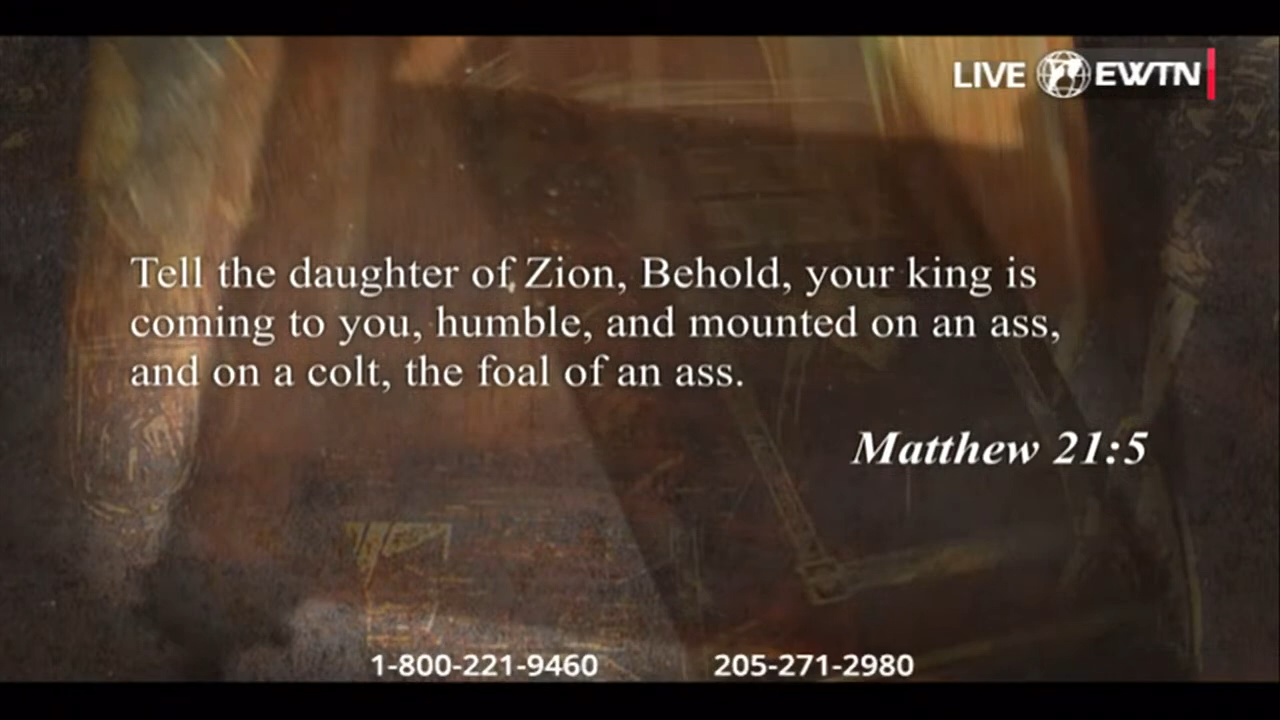 LIVE EWTN
Tell the daughter of Zion, Behold, your king is
coming to you, humble, and mounted on an ass,
and on a colt, the foal of an ass.
Matthew 21:5
1-800-221-9460 205-271-2980